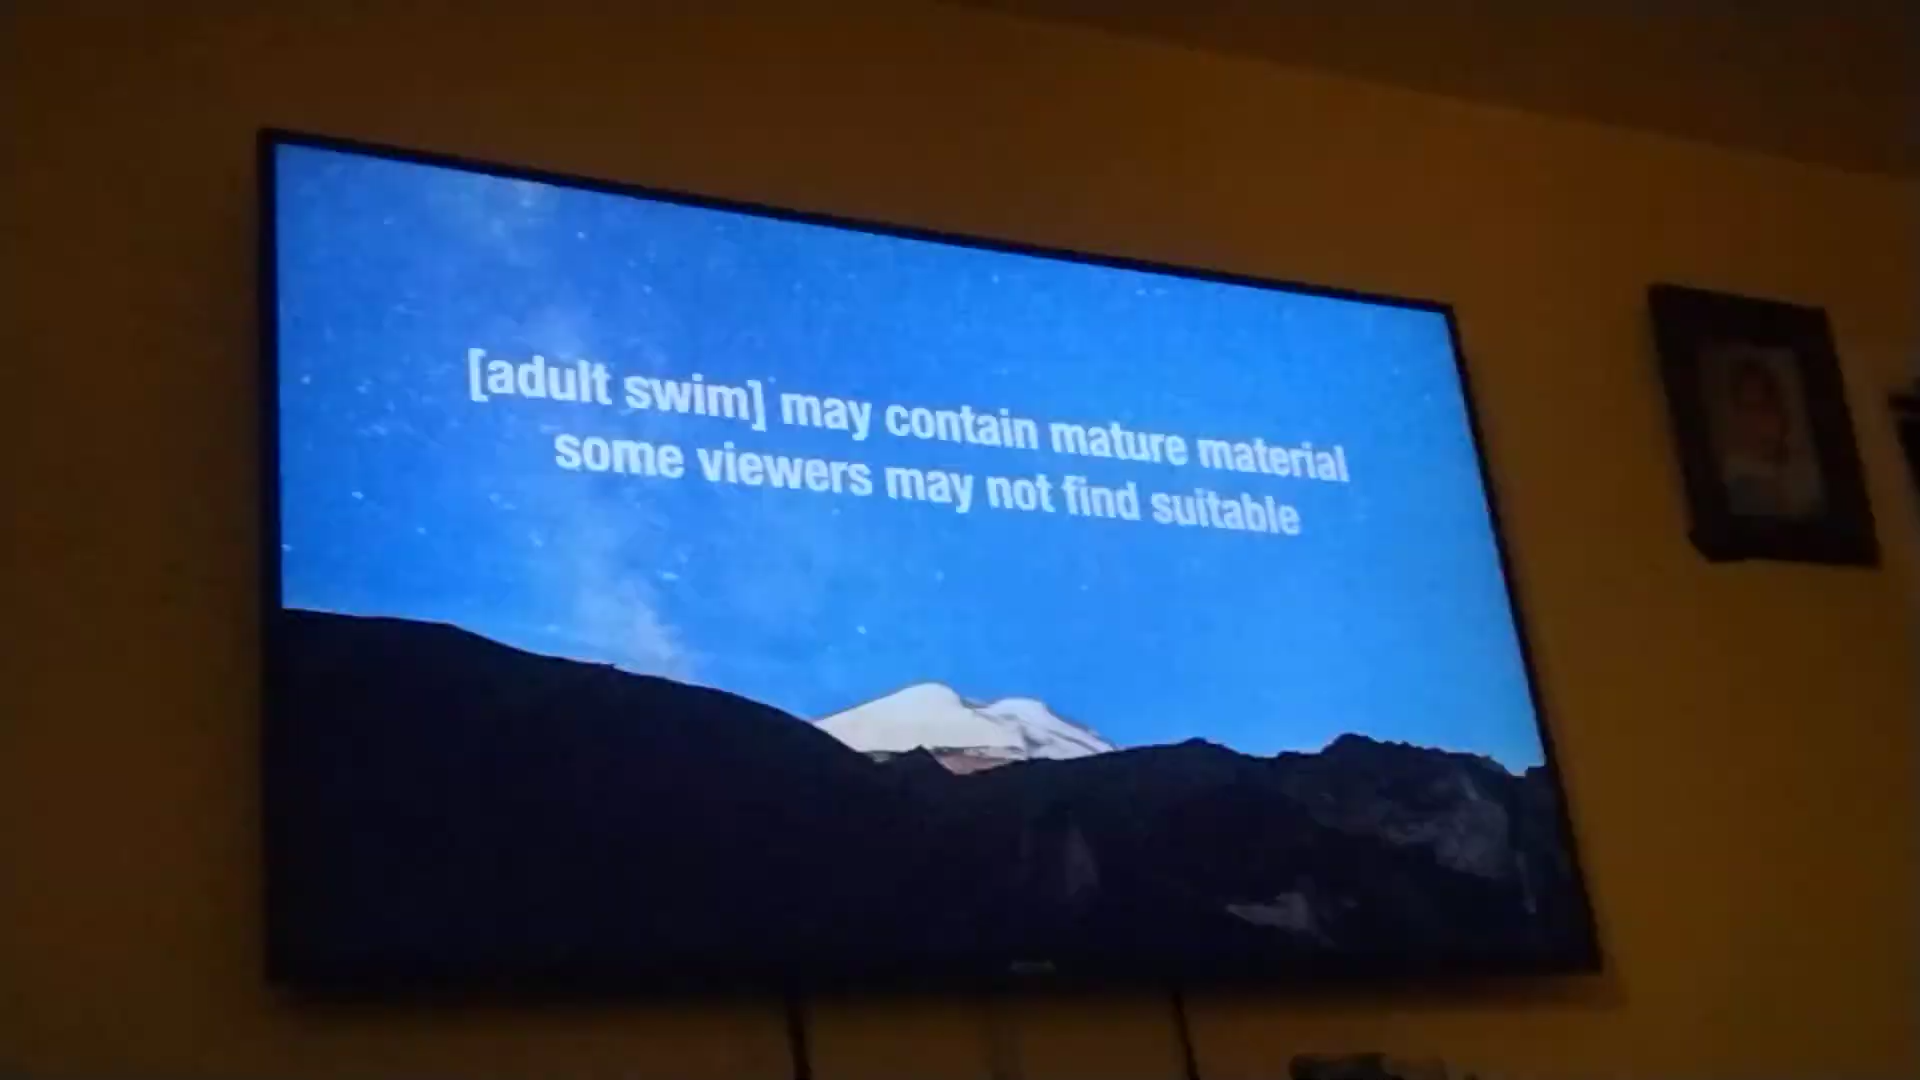 [adult swim] may contain mature material
some viewers may not find suitable